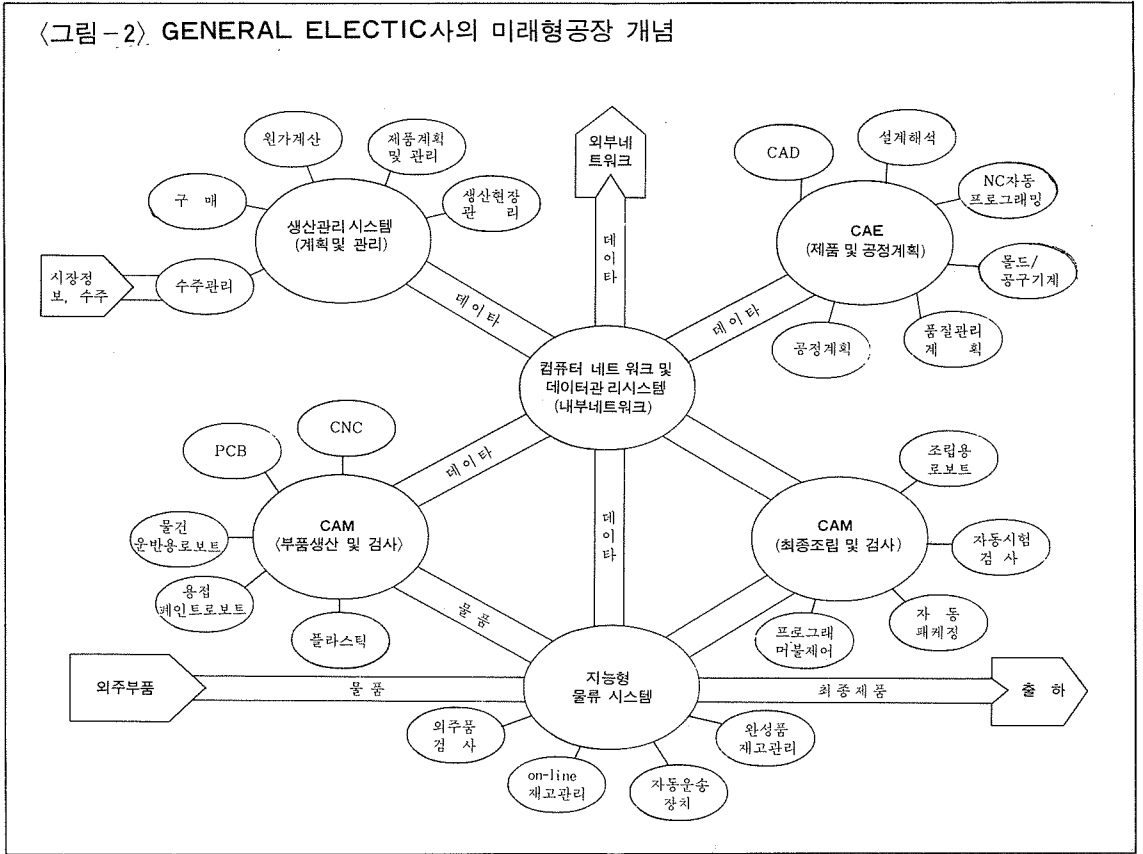 〈그림-2〉 GENERAL ELECTIC사의 미래형공장 개념
원가계산
제품계획
및 관리
구 매
생산현장
관 리
생산관리 시스템
(계획및 관리)
시장정
보, 수주
수주관리
데이타
외부네
트워크
데이타
CAD
설계해석
NC자동
프로그래밍
CAE
(제품 및 공정계획)
몰드/
공구기계
품질관리
계 획
공정계획
데이타
컴퓨터 네트 워크 및
데이터관 리시스템
(내부네트워크)
CNC
PCB
데이타
CAM
〈부품생산 및 검사〉
물건
운반용로보트
용접
페인트로보트
플라스틱
물품
데이타
조립용
로보트
CAM
(최종조립 및 검사)
자동시험
검 사
자 동
패케징
프로그래
머블제어
외주부품
물품
지능형
물류 시스템
최종제품
출 하
외주품
검 사
on-line
재고관리
자동운송
장치
완성품
재고관리